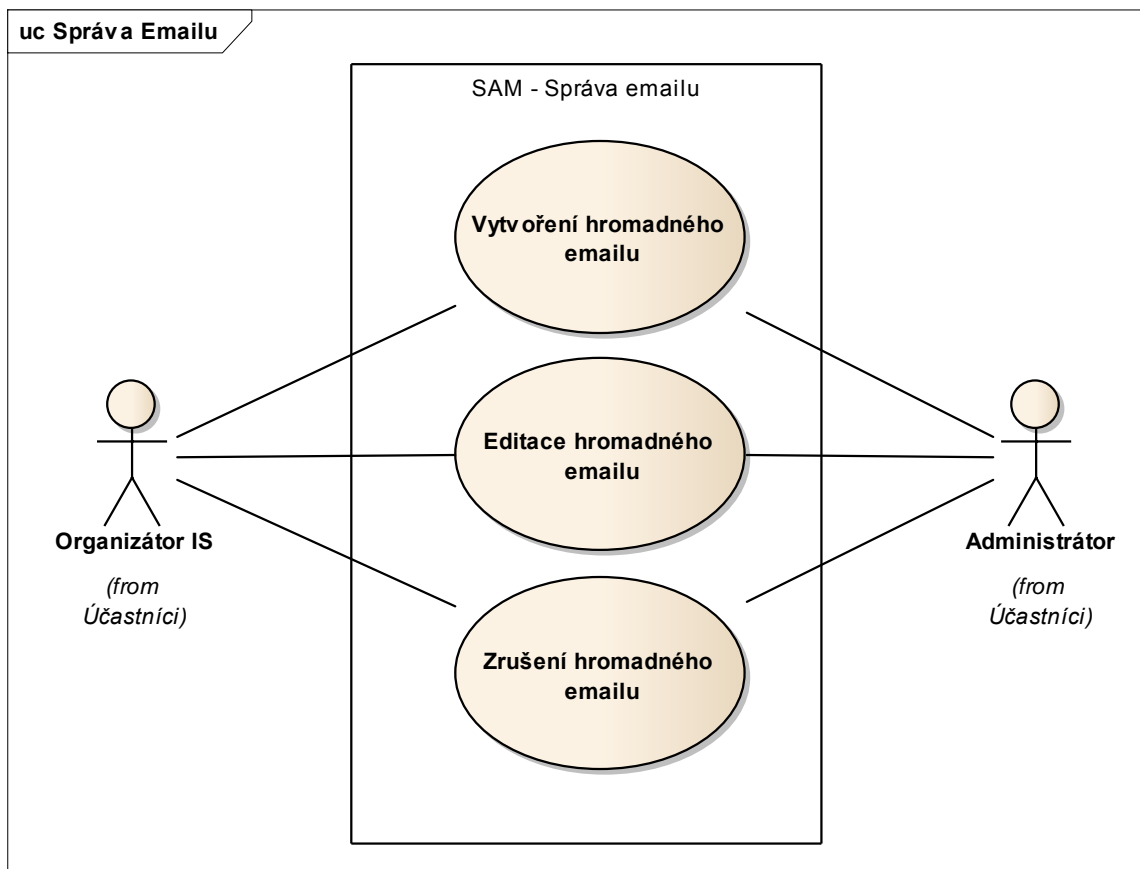 uc Správa Emailu
SAM - Správa emailu
Vytvoření hromadného
emailu
Editace hromadného
emailu
Organizátor IS
(from
Účastníci)
Administrátor
(from
Účastníci)
Zrušení hromadného
emailu